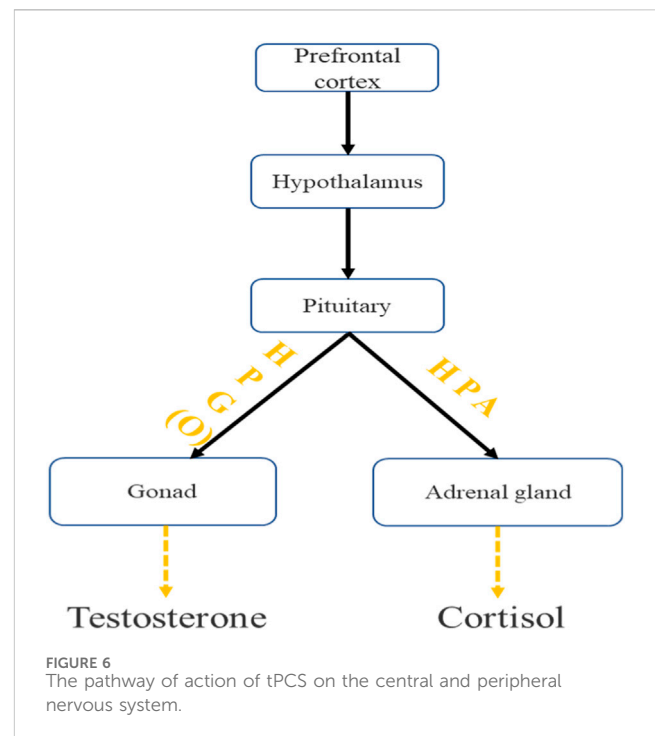 Prefrontal
cortex
Hypothalamus
Pituitary
H P G (O)
HPA
Gonad
Adrenal gland
Testosterone
Cortisol
FIGURE 6
The pathway of action of tPCS on the central and peripheral
nervous system.